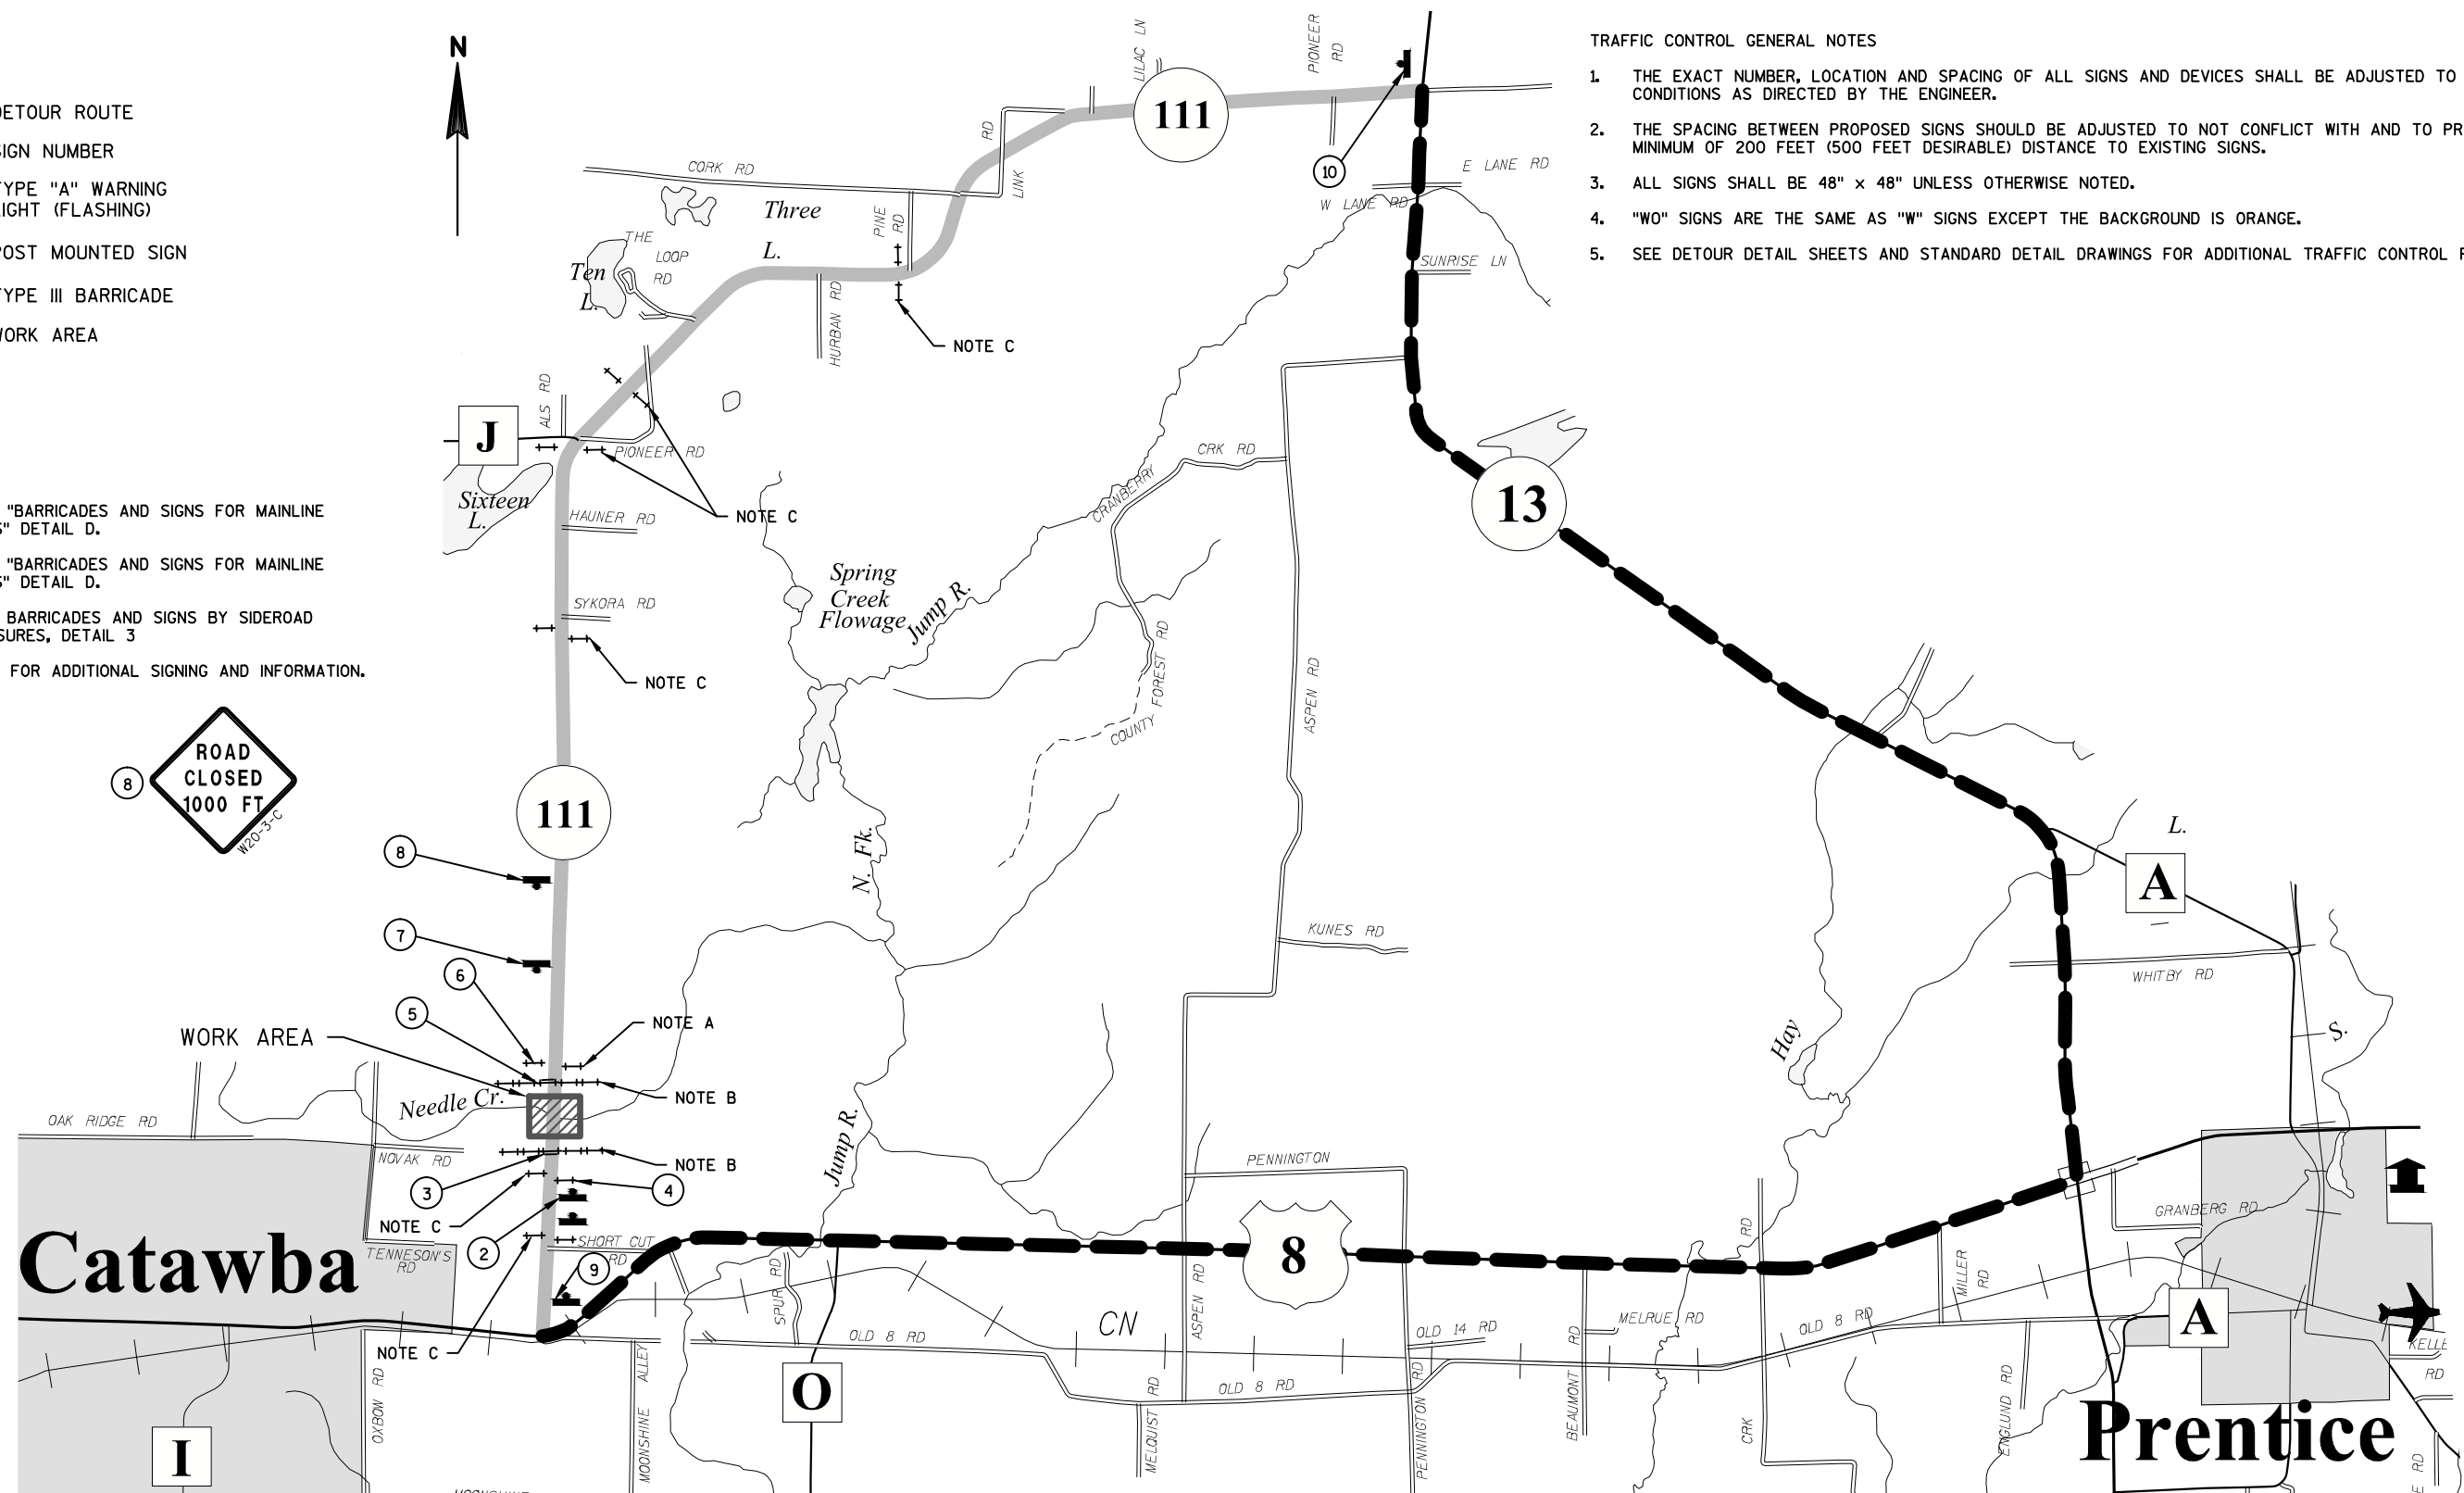 N
DETOUR ROUTE
SIGN NUMBER
TYPE "A" WARNING
LIGHT (FLASHING)
POST MOUNTED SIGN
TYPE III BARRICADE
WORK AREA
"BARRICADES AND SIGNS FOR MAINLINE
S" DETAIL D.
"BARRICADES AND SIGNS FOR MAINLINE
S" DETAIL D.
BARRICADES AND SIGNS BY SIDEROAD
SURES, DETAIL 3
FOR ADDITIONAL SIGNING AND INFORMATION.
8
ROAD
CLOSED
1000 FT
W20-3-C
TRAFFIC CONTROL GENERAL NOTES
1. THE EXACT NUMBER, LOCATION AND SPACING OF ALL SIGNS AND DEVICES SHALL BE ADJUSTED TO
CONDITIONS AS DIRECTED BY THE ENGINEER.
2. THE SPACING BETWEEN PROPOSED SIGNS SHOULD BE ADJUSTED TO NOT CONFLICT WITH AND TO PR
MINIMUM OF 200 FEET (500 FEET DESIRABLE) DISTANCE TO EXISTING SIGNS.
3. ALL SIGNS SHALL BE 48" x 48" UNLESS OTHERWISE NOTED.
4. "WO" SIGNS ARE THE SAME AS "W" SIGNS EXCEPT THE BACKGROUND IS ORANGE.
5. SEE DETOUR DETAIL SHEETS AND STANDARD DETAIL DRAWINGS FOR ADDITIONAL TRAFFIC CONTROL
LILAC LN
PIONEER
RD
111
10
LINK
RD
CORK RD
E LANE RD
W LANE RD
Three
L.
PINE
RD
THE
LOOP
RD
Ten
L.
SUNRISE LN
HURBAN RD
NOTE C
ALS RD
J
PIONEER RD
CRK RD
CRANBERRY
Sixteen
L.
NOTE C
HAUNER RD
13
Spring
Creek
Flowage
Jump R.
SYKORA RD
NOTE C
COUNTY FOREST RD
ASPEN RD
111
8
N. Fk.
L.
A
7
KUNES RD
6
WHITBY RD
5
NOTE A
WORK AREA
Hay
S.
NOTE B
Needle Cr.
OAK RIDGE RD
NOVAK RD
NOTE B
Jump R.
PENNINGTON
3
4
NOTE C
GRANBERG RD
Catawba
TENNESON'S
RD
2
SHORT CUT
RD
9
SPUR RD
8
RD
MILLER
RD
CN
ASPEN RD
MELRUE RD
OLD 8 RD
A
NOTE C
OLD 8 RD
OLD 14 RD
KELLE
RD
O
OLD 8 RD
OXBOW RD
MOONSHINE ALLEY
MELQUIST RD
PENNINGTON RD
BEAUMONT RD
CRK
ENGLUND RD
Prentice
I
E RD